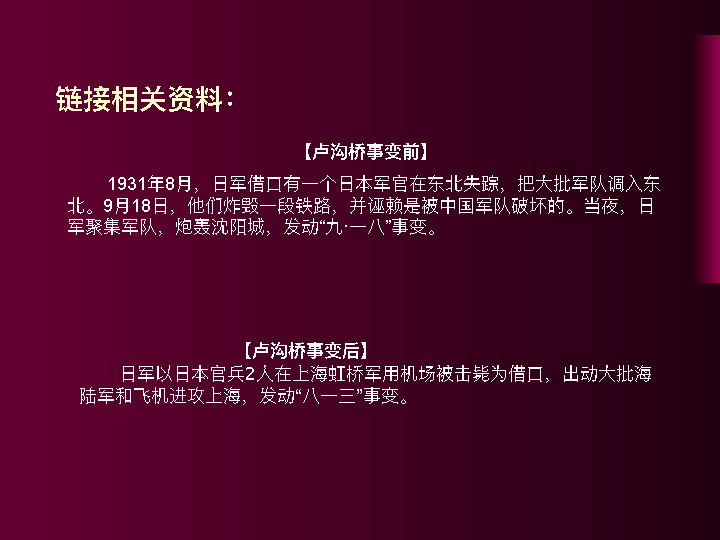 链接相关资料：
【卢沟桥事变前】
1931年8月，日军借口有一个日本军官在东北失踪，把大批军队调入东
北。9月18日，他们炸毁一段铁路，并诬赖是被中国军队破坏的。当夜，日
军聚集军队，炮轰沈阳城，发动“九·一八”事变。
【卢沟桥事变后】
日军以日本官兵2人在上海虹桥军用机场被击毙为借口，出动大批海
陆军和飞机进攻上海，发动“八一三”事变。